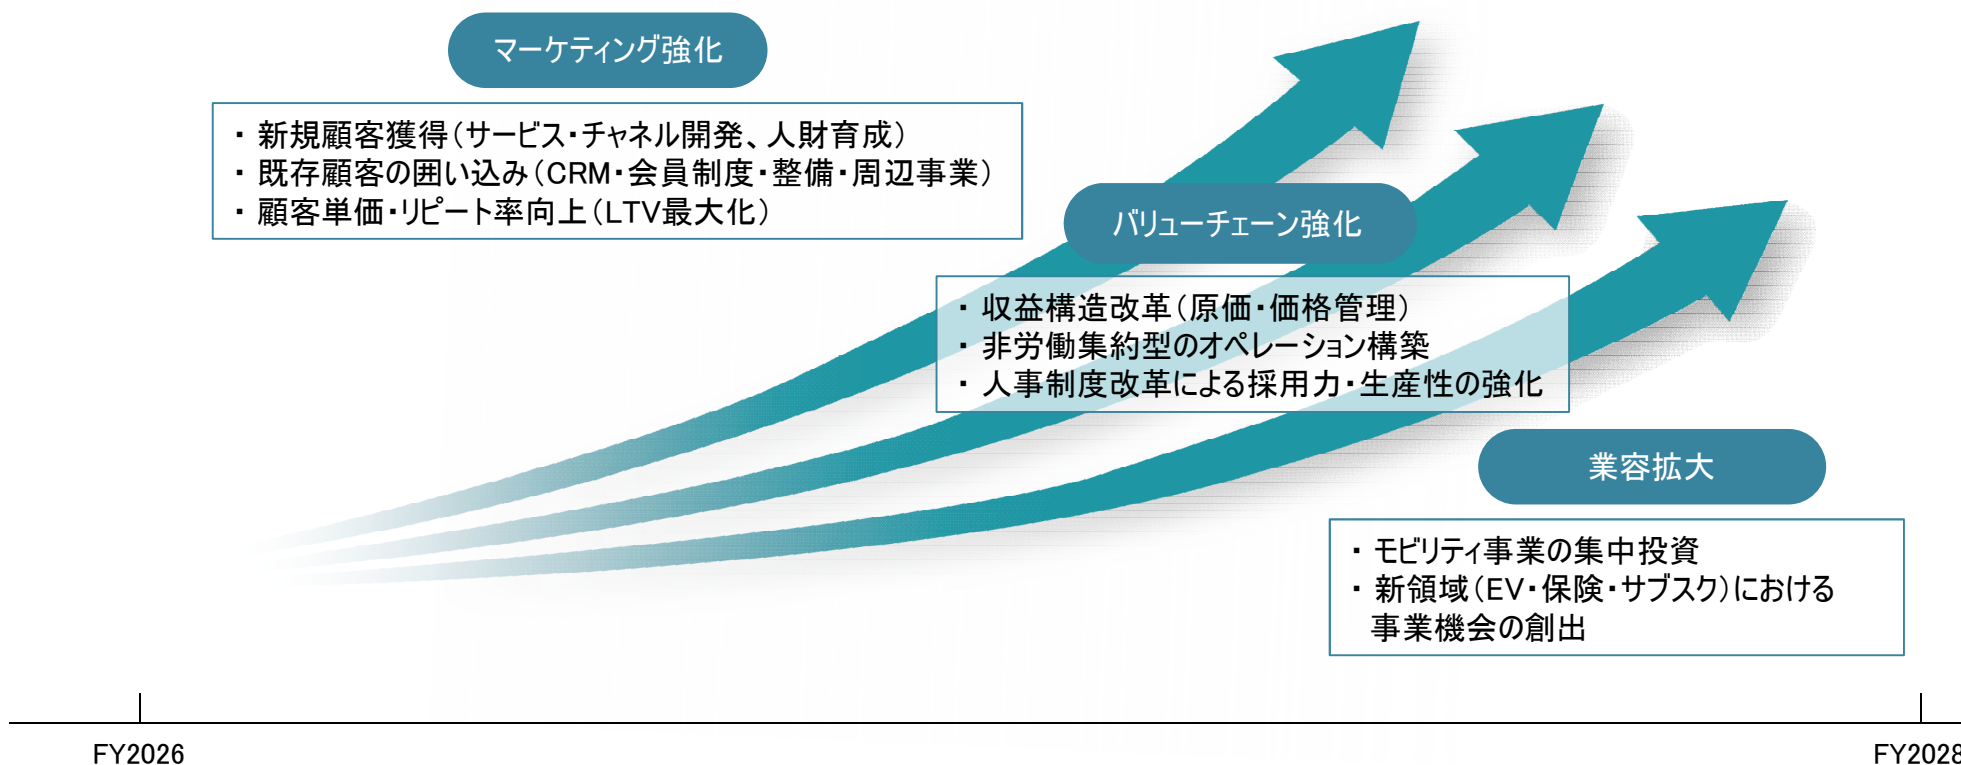 マーケティング強化
・ 新規顧客獲得（サービス・チャネル開発、人財育成）
・ 既存顧客の囲い込み（CRM・会員制度・整備・周辺事業）
・ 顧客単価・リピート率向上（LTV最大化）
バリューチェーン強化
・ 収益構造改革（原価・価格管理）
・ 非労働集約型のオペレーション構築
・ 人事制度改革による採用力・生産性の強化
業容拡大
・ モビリティ事業の集中投資
・ 新領域（EV・保険・サブスク）における
事業機会の創出
FY2026
FY2028